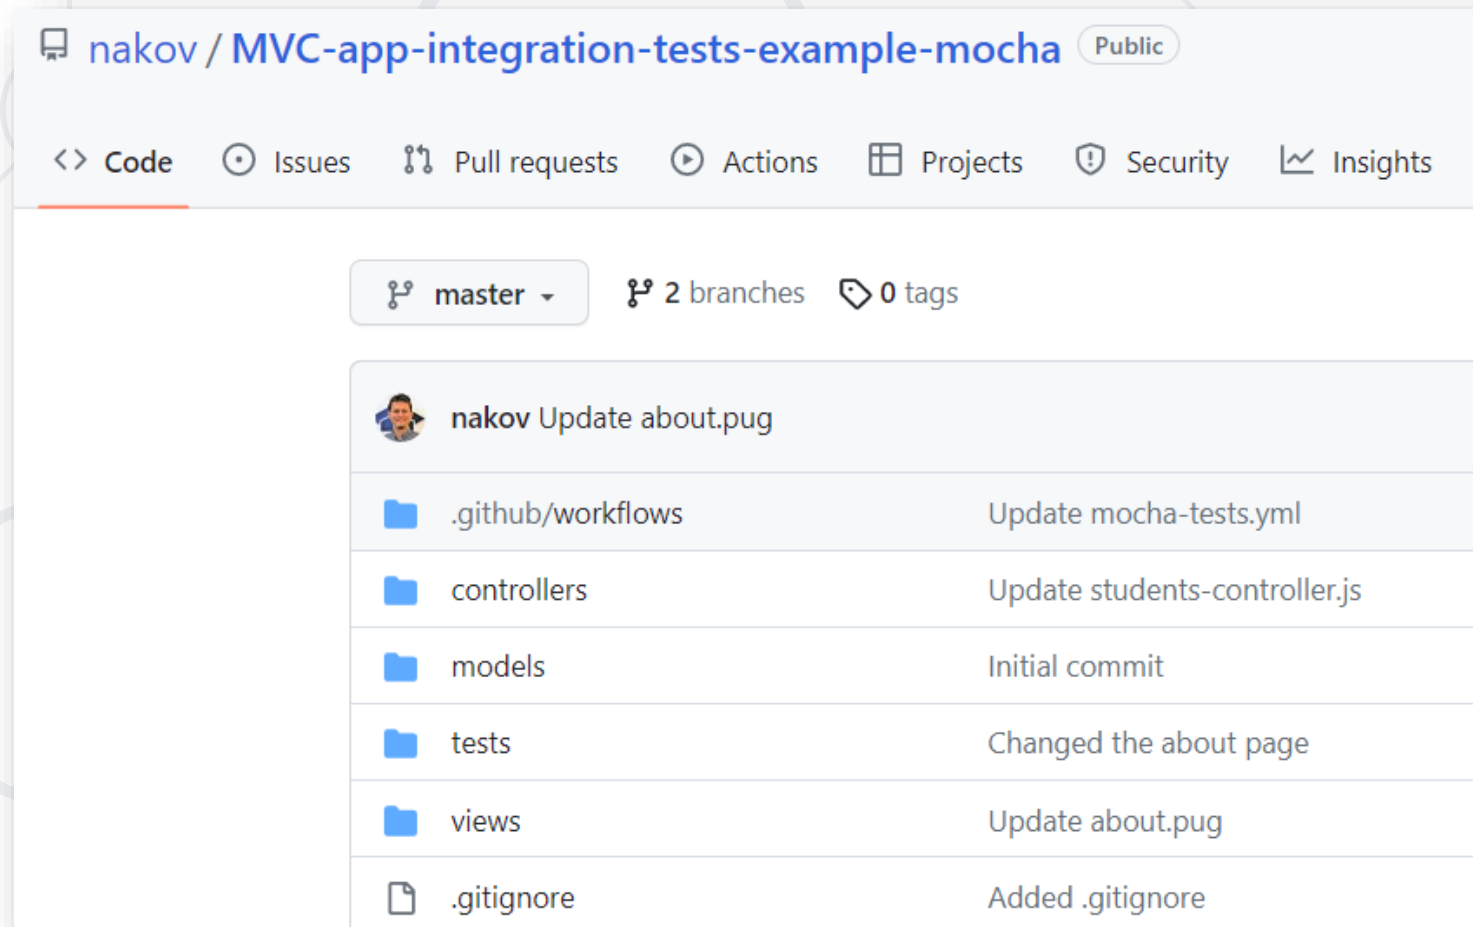 nakov / MVC-app-integration-tests-example-mocha Public
Code Issues Pull requests Actions Projects Security Insights
master 2 branches 0 tags
nakov Update about.pug
.github/workflows Update mocha-tests.yml
controllers Update students-controller.js
models Initial commit
tests Changed the about page
views Update about.pug
.gitignore Added .gitignore